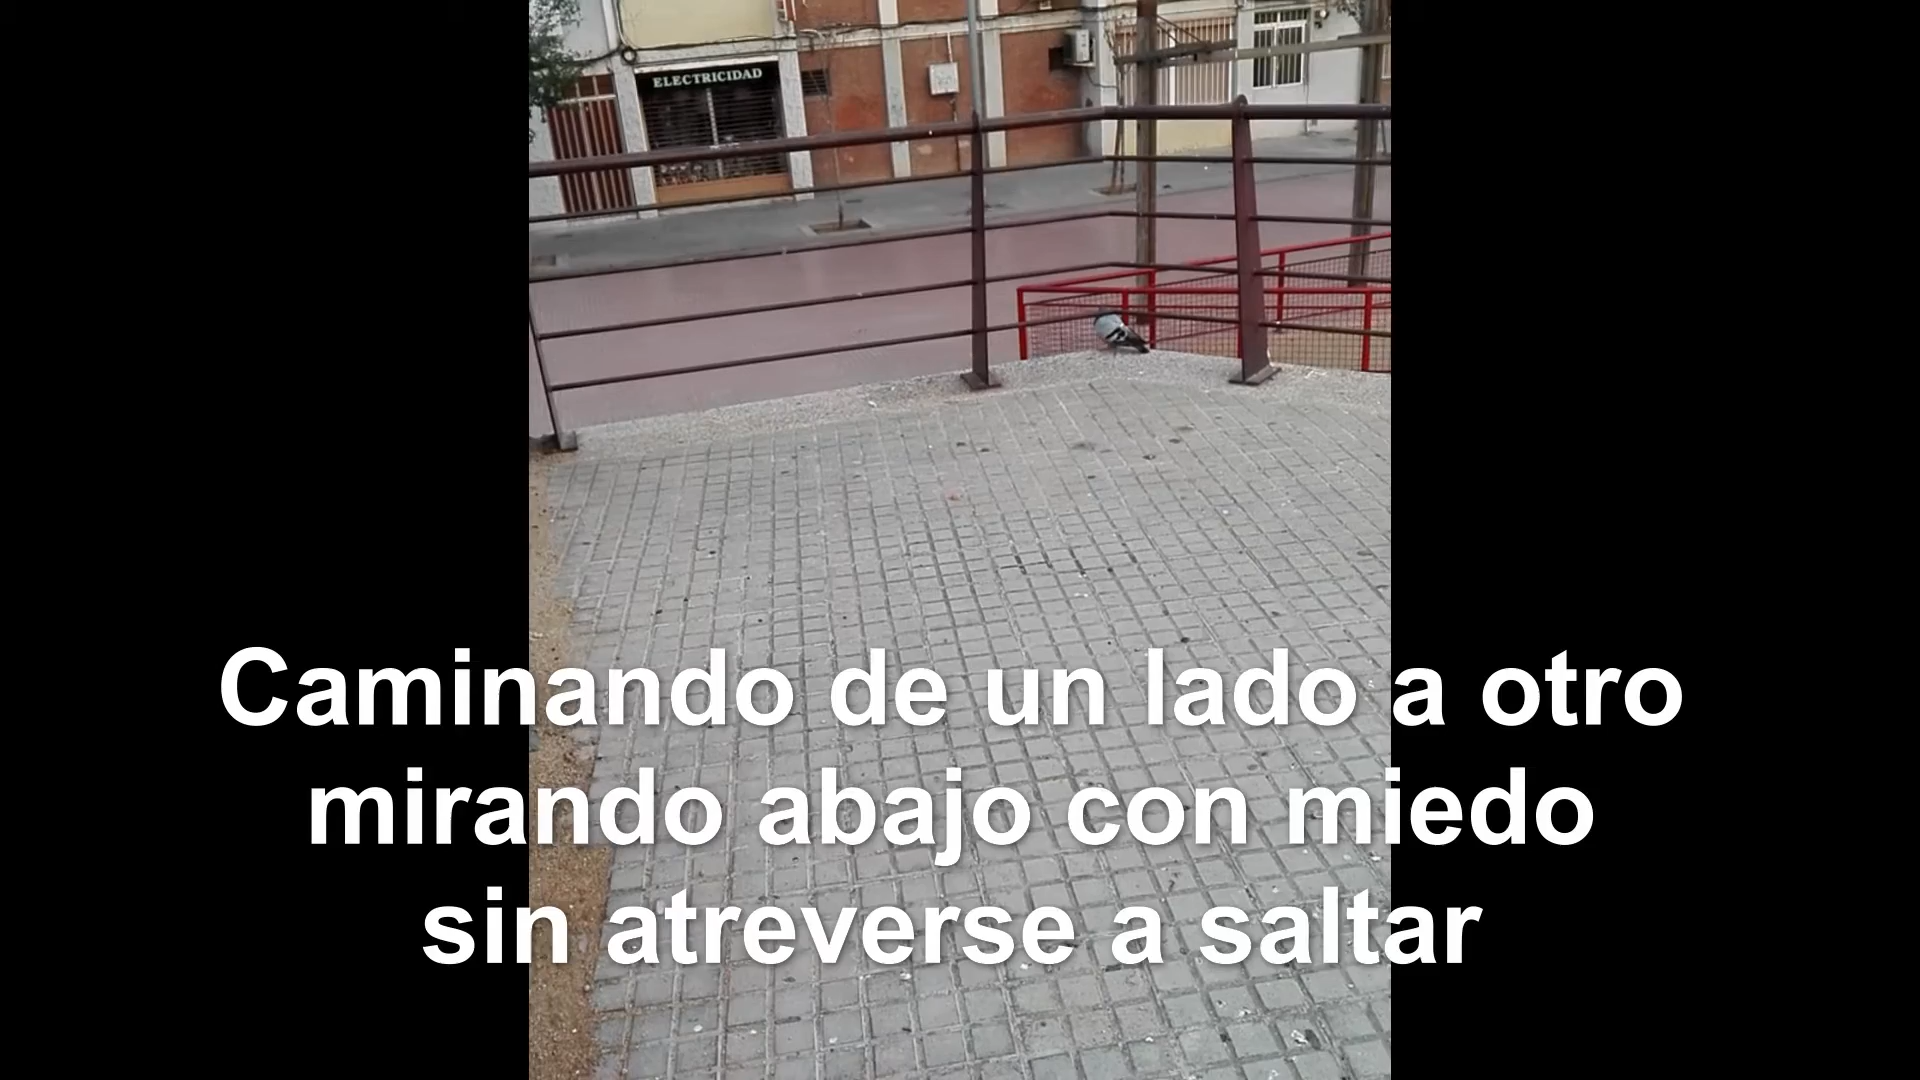 ELECTRICIDAD
Caminando de un lado a otro
mirando abajo con miedo
sin atreverse a saltar